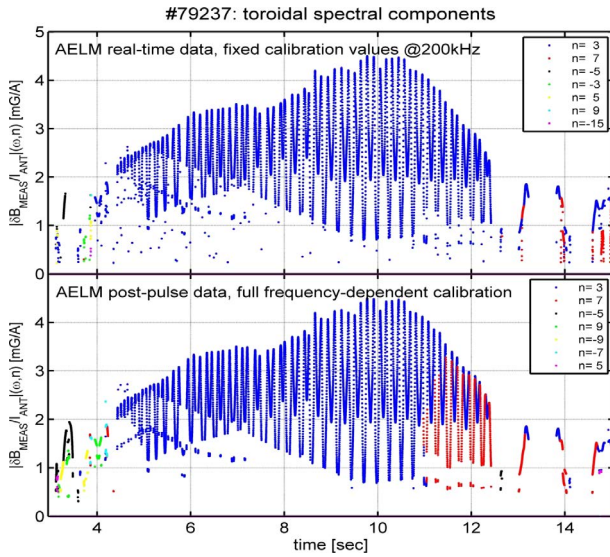 #79237: toroidal spectral components
AELM real-time data, fixed calibration values @200kHz
|δB_MEAS/I_ANT|(ω,n) [mG/A]
5
4
3
2
1
0
n= 3
n= 7
n= -5
n= -3
n= 5
n= 9
n=-15
AELM post-pulse data, full frequency-dependent calibration
|δB_MEAS/I_ANT|(ω,n) [mG/A]
4
3
2
1
0
n= 3
n= 7
n= -5
n= 9
n= -9
n= -7
n= 5
4
6
8
10
12
14
time [sec]